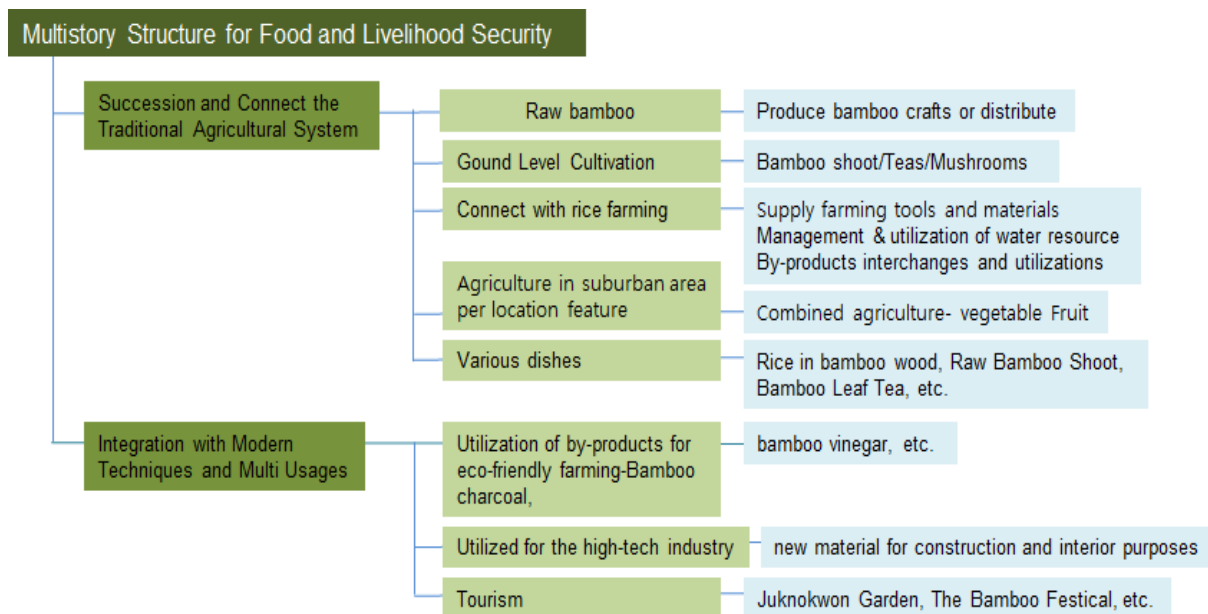 Multistory Structure for Food and Livelihood Security
Succession and Connect the
Traditional Agricultural System
Raw bamboo
Produce bamboo crafts or distribute
Gound Level Cultivation
Bamboo shoot/Teas/Mushrooms
Connect with rice farming
Supply farming tools and materials
Management & utilization of water resource
By-products interchanges and utilizations
Agriculture in suburban area
per location feature
Combined agriculture- vegetable Fruit
Various dishes
Rice in bamboo wood, Raw Bamboo Shoot,
Bamboo Leaf Tea, etc.
Integration with Modern
Techniques and Multi Usages
Utilization of by-products for
eco-friendly farming-Bamboo
charcoal,
bamboo vinegar, etc.
Utilized for the high-tech industry
new material for construction and interior purposes
Tourism
Juknokwon Garden, The Bamboo Festical, etc.